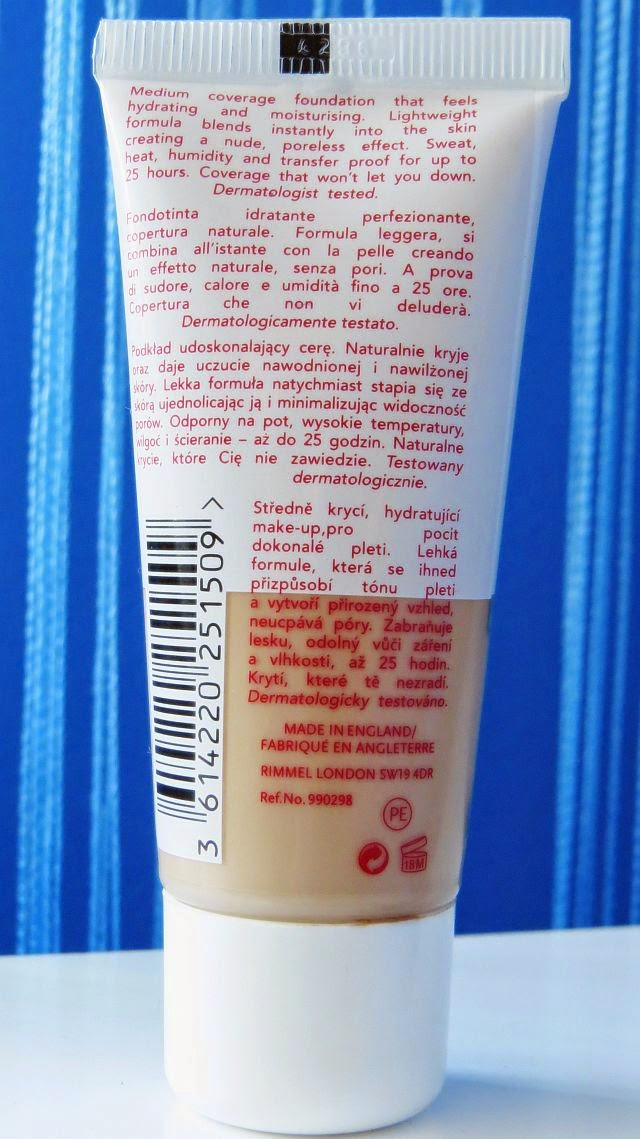 Medium coverage foundation that feels
hydrating and moisturising. Lightweight
formula blends instantly into the skin
creating a nude, poreless effect. Sweat,
heat, humidity and transfer proof for up to
25 hours. Coverage that won't let you down.
Dermatologist tested.
Fondotinta idratante perfezionante,
copertura naturale. Formula leggera, si
combina all'istante con la pelle creando
un effetto naturale, senza pori. A prova
di sudore, calore e umidità fino a 25 ore.
Copertura che non vi deluderà.
Dermatologicamente testato.
Podkład udoskonalający cerę. Naturalnie kryje
oraz daje uczucie nawodnionej i nawilżonej
skóry. Lekka formuła natychmiast stapia się ze
skórą ujednolicając ją i minimalizując widoczność
porów. Odporny na pot, wysokie temperatury,
wilgoć i ścieranie – aż do 25 godzin. Naturalne
krycie, które Cię nie zawiedzie. Testowany
dermatologicznie.
Středně krycí, hydratující
make-up,pro pocit
dokonalé pleti. Lehká
formule, která se ihned
přizpůsobí tónu pleti
a vytvoří přirozený vzhled,
neucpává póry. Zabraňuje
lesku, odolný vůči záření
a vlhkostí, až 25 hodin.
Krytí, které tě nezradí.
Dermatologicky testováno.
MADE IN ENGLAND/
FABRIQUÉ EN ANGLETERRE
RIMMEL LONDON SW19 4DR
Ref.No. 990298
PE
18M
3 614220 251509 >